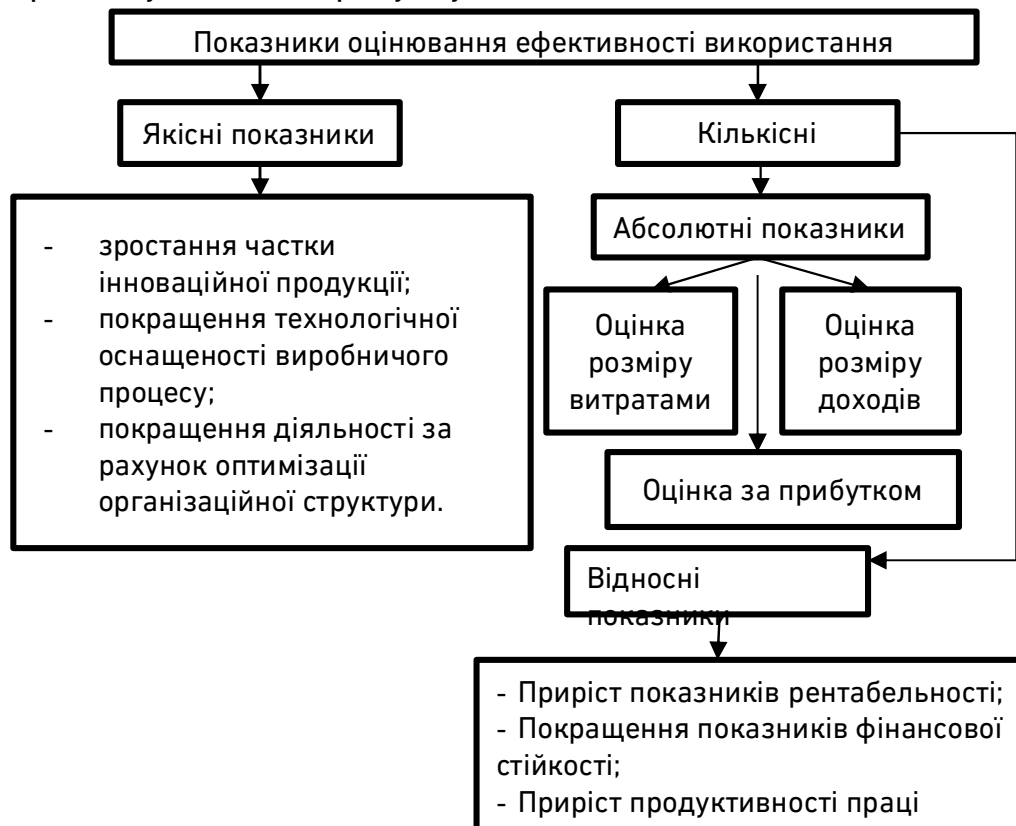 Показники оцінювання ефективності використання
Якісні показники
Кількісні
- зростання частки
інноваційної продукції;
- покращення технологічної
оснащеності виробничого
процесу;
- покращення діяльності за
рахунок оптимізації
організаційної структури.
Абсолютні показники
Оцінка
розміру
витратами
Оцінка
розміру
доходів
Оцінка за прибутком
Відносні
показники
- Приріст показників рентабельності;
- Покращення показників фінансової
стійкості;
- Приріст продуктивності праці